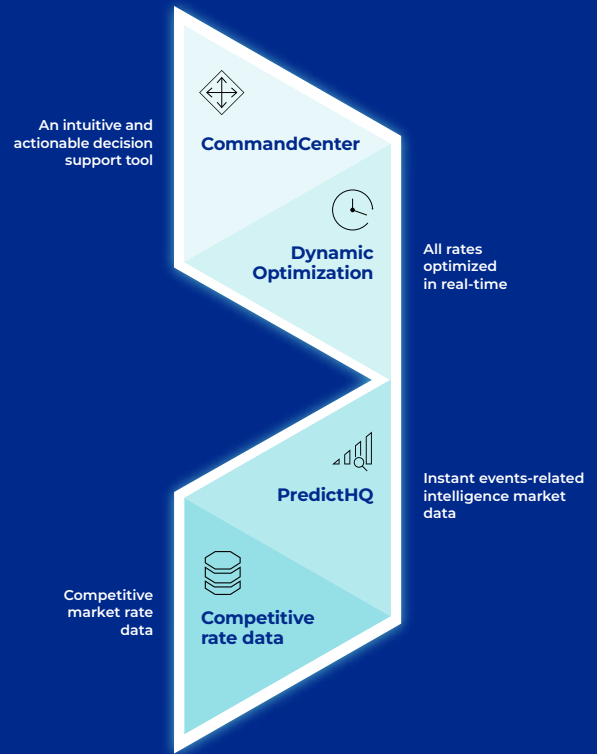 An intuitive and
actionable decision
support tool
CommandCenter
Dynamic
Optimization
All rates
optimized
in real-time
PredictHQ
Instant events-related
intelligence market
data
Competitive
market rate
data
Competitive
rate data